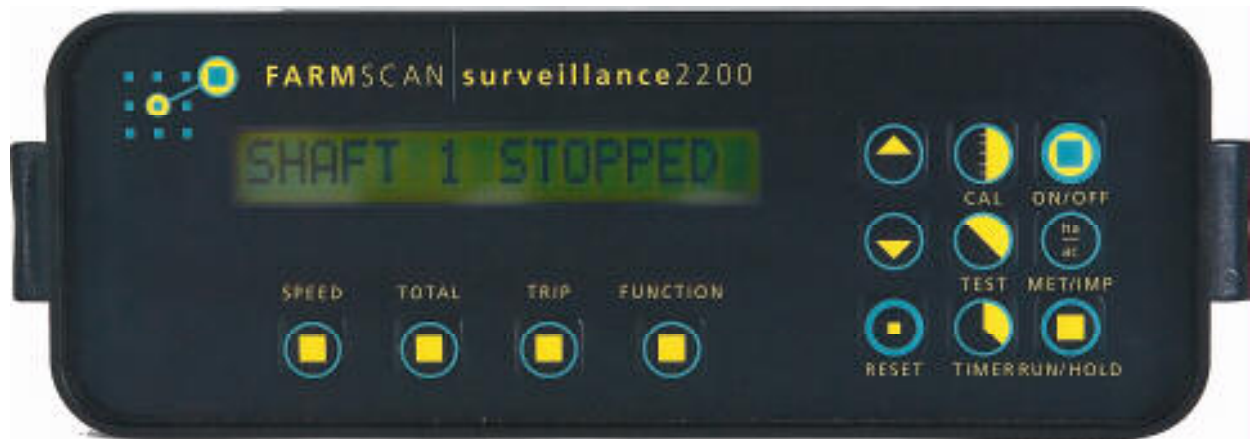 FARMSCAN surveillance2200
SHAFT 1 STOPPED
CAL ON/OFF
ha
ac
TEST MET/IMP
SPEED TOTAL TRIP FUNCTION
RESET TIMER RUN/HOLD